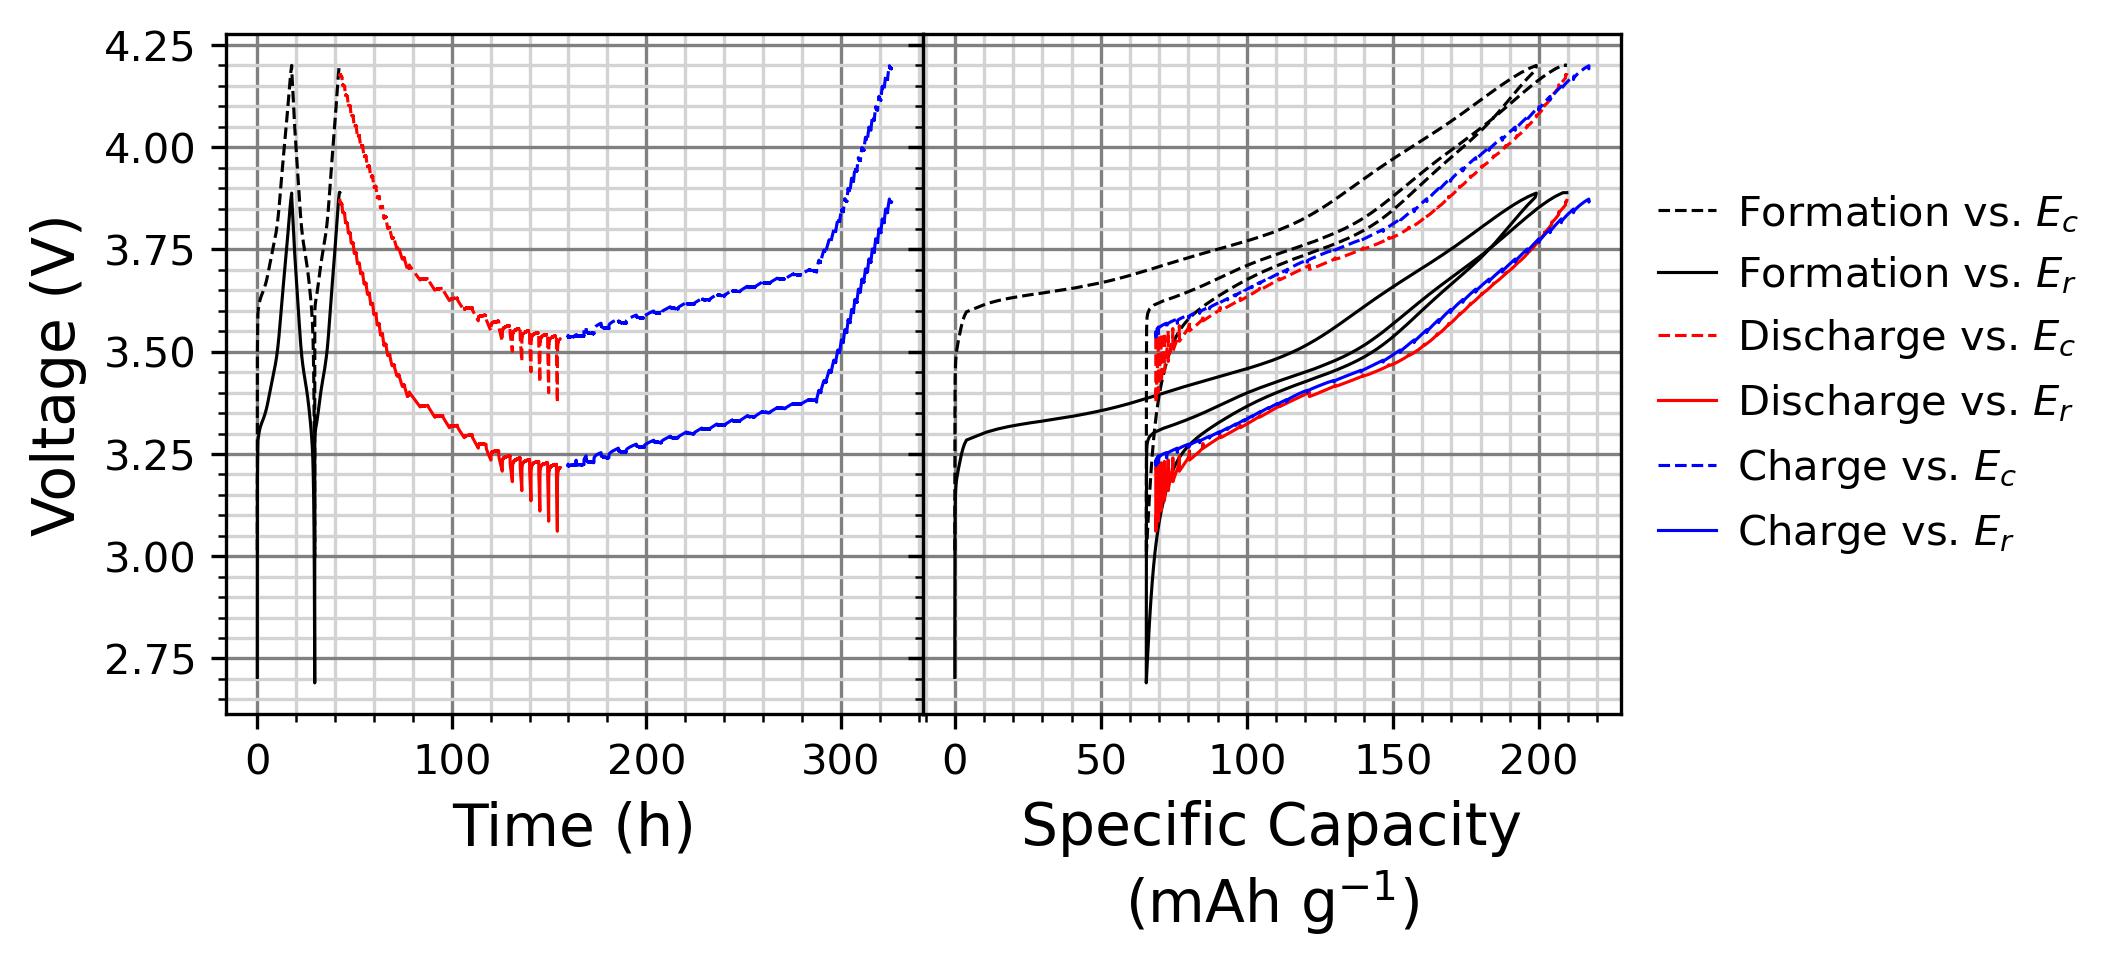 4.25
4.00
3.75
3.50
3.25
3.00
2.75
Voltage (V)
0 100 200 300
Time (h)
0 50 100 150 200
Specific Capacity
(mAh g⁻¹)
Formation vs. E_c
Formation vs. E_r
Discharge vs. E_c
Discharge vs. E_r
Charge vs. E_c
Charge vs. E_r